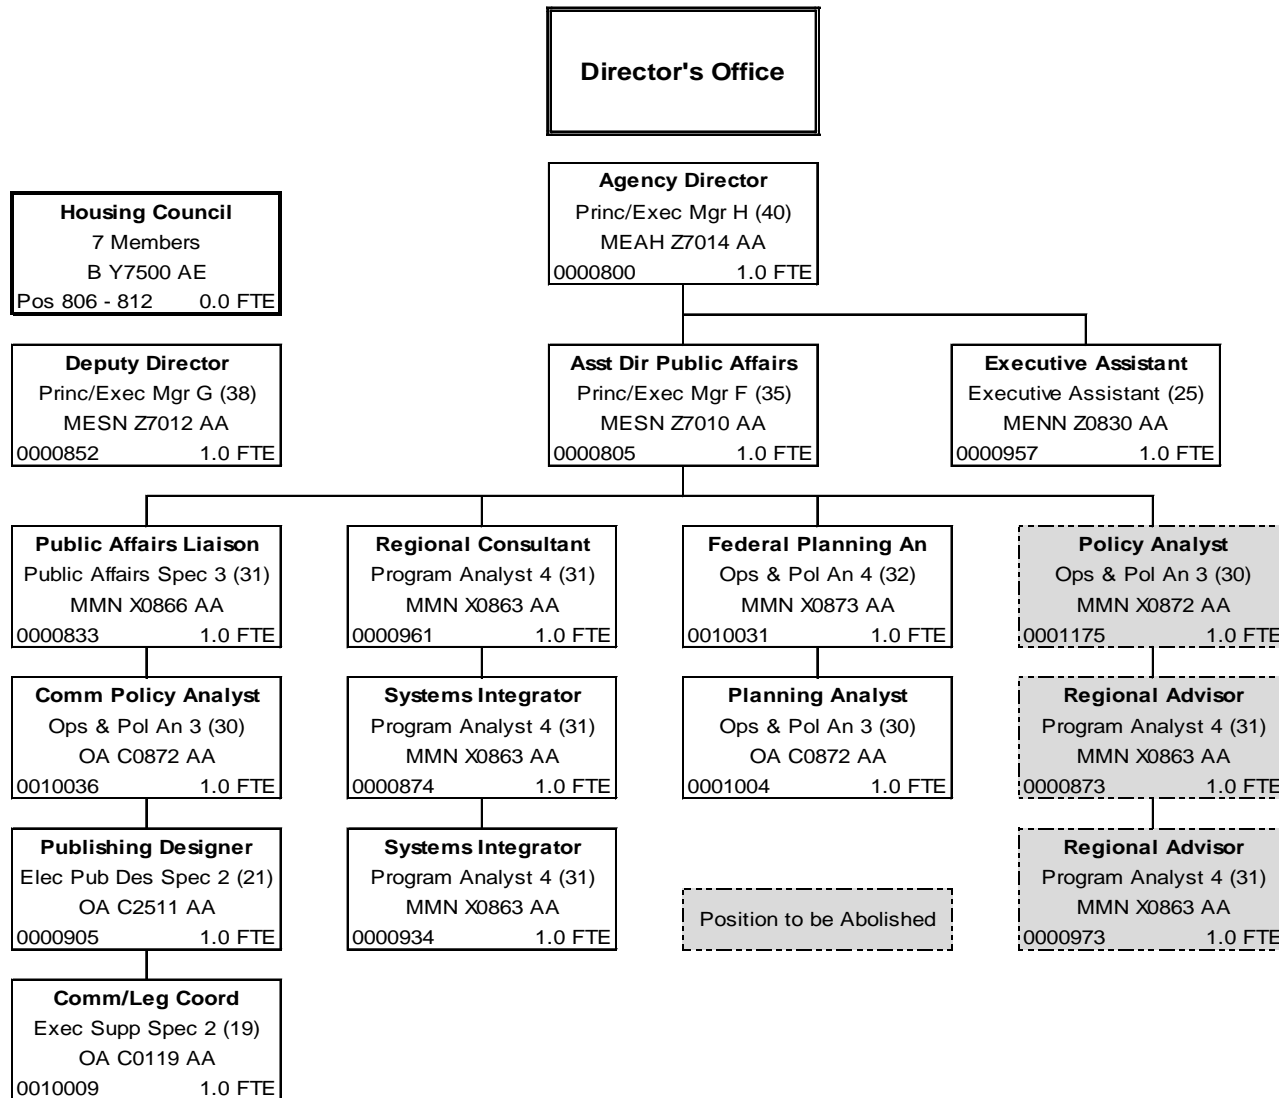 Director's Office
Agency Director
Princ/Exec Mgr H (40)
MEAH Z7014 AA
0000800 1.0 FTE
Housing Council
7 Members
B Y7500 AE
Pos 806 - 812 0.0 FTE
Deputy Director
Princ/Exec Mgr G (38)
MESN Z7012 AA
0000852 1.0 FTE
Asst Dir Public Affairs
Princ/Exec Mgr F (35)
MESN Z7010 AA
0000805 1.0 FTE
Executive Assistant
Executive Assistant (25)
MENN Z0830 AA
0000957 1.0 FTE
Public Affairs Liaison
Public Affairs Spec 3 (31)
MMN X0866 AA
0000833 1.0 FTE
Regional Consultant
Program Analyst 4 (31)
MMN X0863 AA
0000961 1.0 FTE
Federal Planning An
Ops & Pol An 4 (32)
MMN X0873 AA
0010031 1.0 FTE
Policy Analyst
Ops & Pol An 3 (30)
MMN X0872 AA
0001175 1.0 FTE
Comm Policy Analyst
Ops & Pol An 3 (30)
OA C0872 AA
0010036 1.0 FTE
Systems Integrator
Program Analyst 4 (31)
MMN X0863 AA
0000874 1.0 FTE
Planning Analyst
Ops & Pol An 3 (30)
OA C0872 AA
0001004 1.0 FTE
Regional Advisor
Program Analyst 4 (31)
MMN X0863 AA
0000873 1.0 FTE
Publishing Designer
Elec Pub Des Spec 2 (21)
OA C2511 AA
0000905 1.0 FTE
Systems Integrator
Program Analyst 4 (31)
MMN X0863 AA
0000934 1.0 FTE
Position to be Abolished
Regional Advisor
Program Analyst 4 (31)
MMN X0863 AA
0000973 1.0 FTE
Comm/Leg Coord
Exec Supp Spec 2 (19)
OA C0119 AA
0010009 1.0 FTE